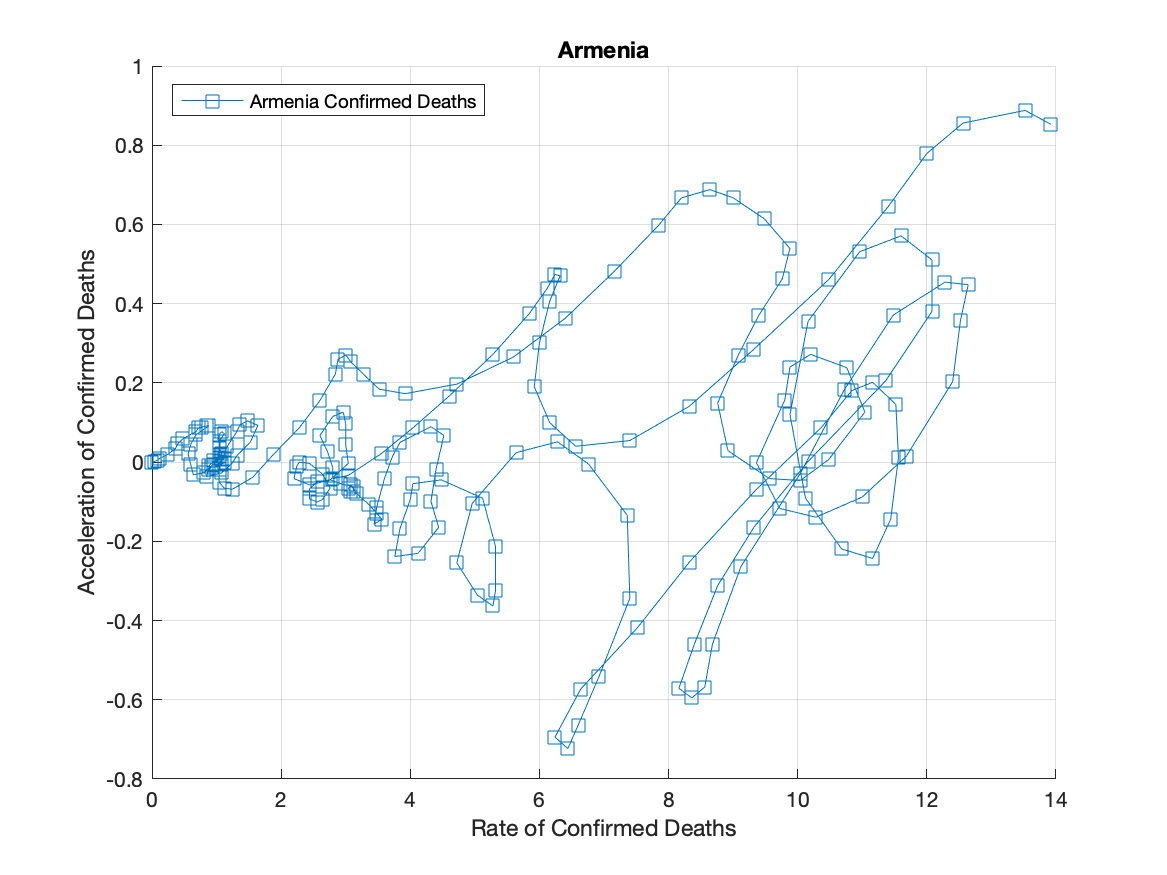 Armenia
Armenia Confirmed Deaths
1
0.8
0.6
0.4
0.2
0
-0.2
-0.4
-0.6
-0.8
Acceleration of Confirmed Deaths
0 2 4 6 8 10 12 14
Rate of Confirmed Deaths